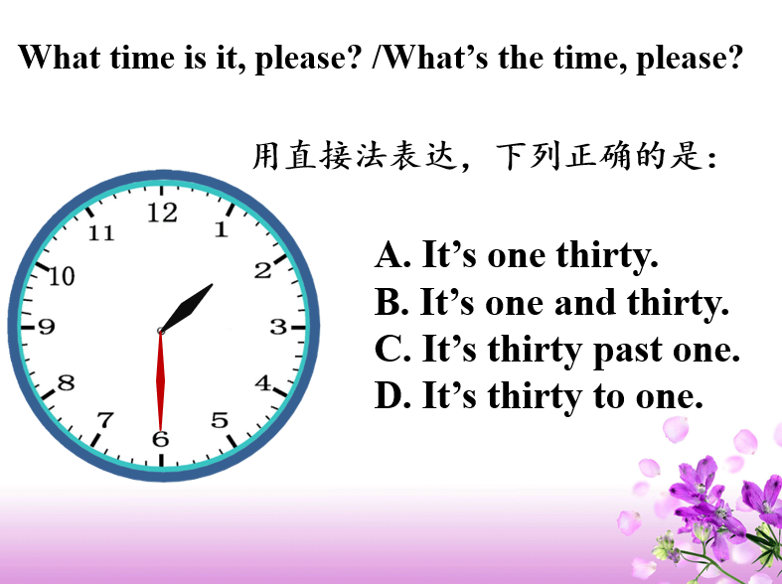 What time is it, please? /What's the time, please?
用直接法表达，下列正确的是：
12
11
1
10
2
9
3
8
4
7
5
6
A. It's one thirty.
B. It's one and thirty.
C. It's thirty past one.
D. It's thirty to one.